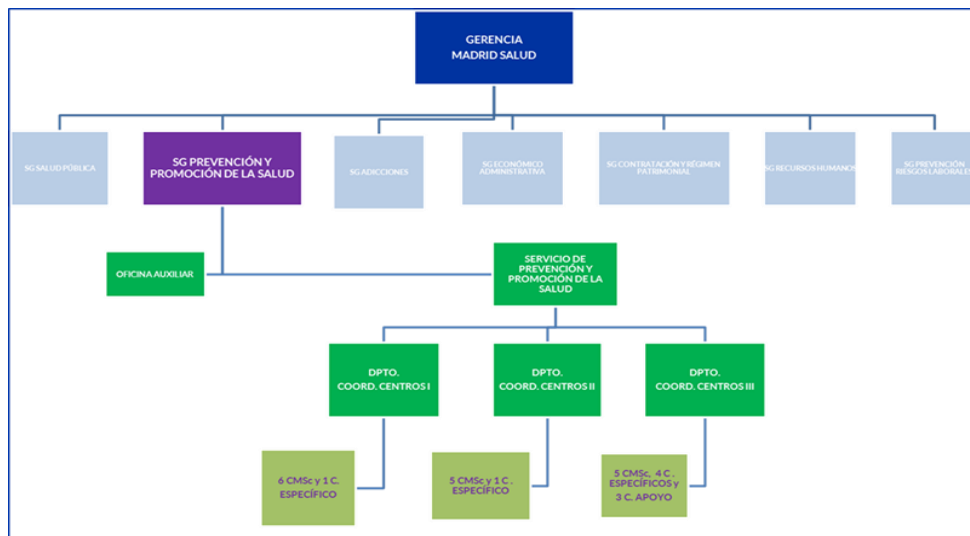 GERENCIA
MADRID SALUD
SG SALUD PÚBLICA
SG PREVENCIÓN Y
PROMOCIÓN DE LA SALUD
SG ADICCIONES
SG ECONÓMICO
ADMINISTRATIVA
SG CONTRATACIÓN Y RÉGIMEN
PATRIMONIAL
SG RECURSOS HUMANOS
SG PREVENCIÓN
RIESGOS LABORALES
OFICINA AUXILIAR
SERVICIO DE
PREVENCIÓN Y
PROMOCIÓN DE LA
SALUD
DPTO.
COORD. CENTROS I
DPTO.
COORD. CENTROS II
DPTO.
COORD. CENTROS III
6 CMSc y 1 C.
ESPECÍFICO
5 CMSc y 1 C .
ESPECÍFICO
5 CMSc, 4 C .
ESPECÍFICOS y
3 C. APOYO